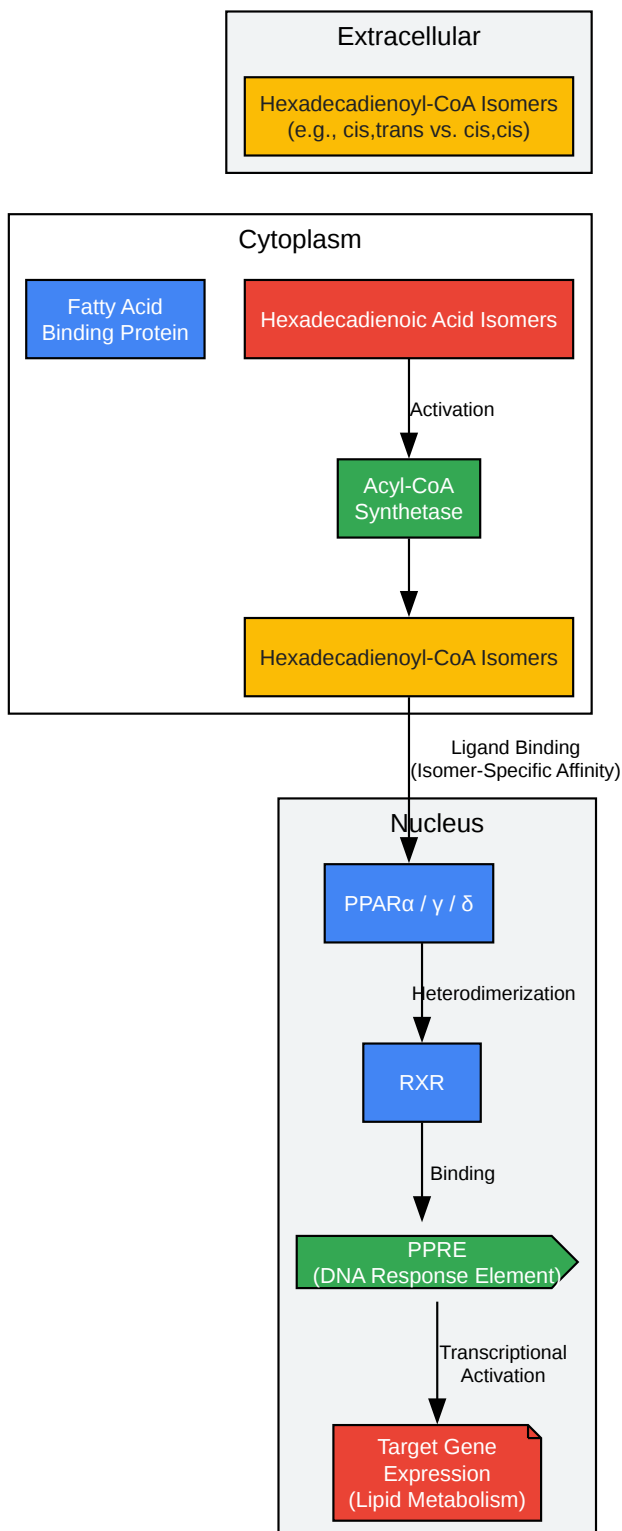 Extracellular
Hexadecadienoyl-CoA Isomers
(e.g., cis,trans vs. cis,cis)
Cytoplasm
Fatty Acid
Binding Protein
Hexadecadienoic Acid Isomers
Activation
Acyl-CoA
Synthetase
Hexadecadienoyl-CoA Isomers
Ligand Binding
(Isomer-Specific Affinity)
Nucleus
PPARα / γ / δ
Heterodimerization
RXR
Binding
PPRE
(DNA Response Element)
Transcriptional
Activation
Target Gene
Expression
(Lipid Metabolism)